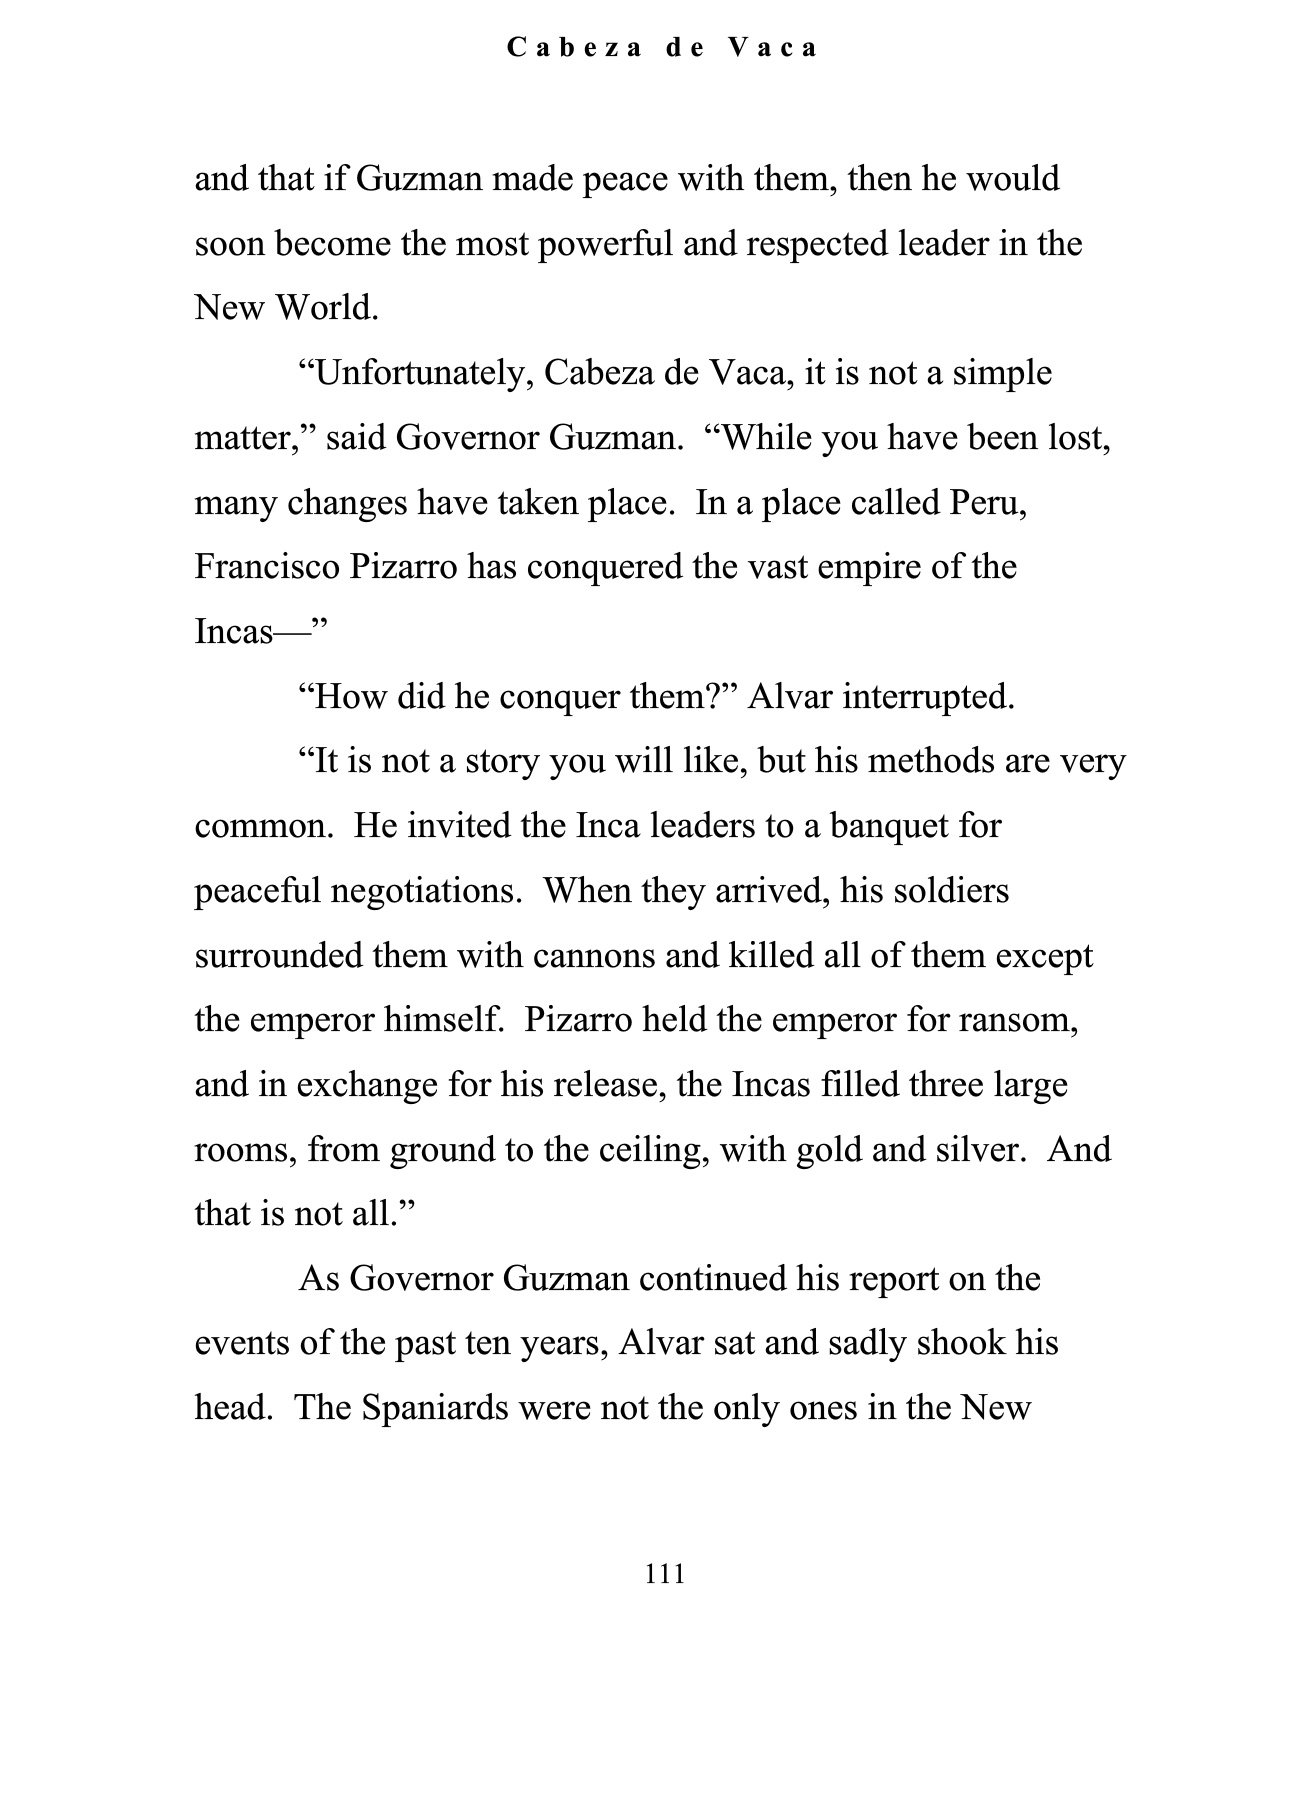 Cabeza de Vaca
and that if Guzman made peace with them, then he would
soon become the most powerful and respected leader in the
New World.
“Unfortunately, Cabeza de Vaca, it is not a simple
matter,” said Governor Guzman.  “While you have been lost,
many changes have taken place.  In a place called Peru,
Francisco Pizarro has conquered the vast empire of the
Incas—”
“How did he conquer them?” Alvar interrupted.
“It is not a story you will like, but his methods are very
common.  He invited the Inca leaders to a banquet for
peaceful negotiations.  When they arrived, his soldiers
surrounded them with cannons and killed all of them except
the emperor himself.  Pizarro held the emperor for ransom,
and in exchange for his release, the Incas filled three large
rooms, from ground to the ceiling, with gold and silver.  And
that is not all.”
As Governor Guzman continued his report on the
events of the past ten years, Alvar sat and sadly shook his
head.  The Spaniards were not the only ones in the New
111